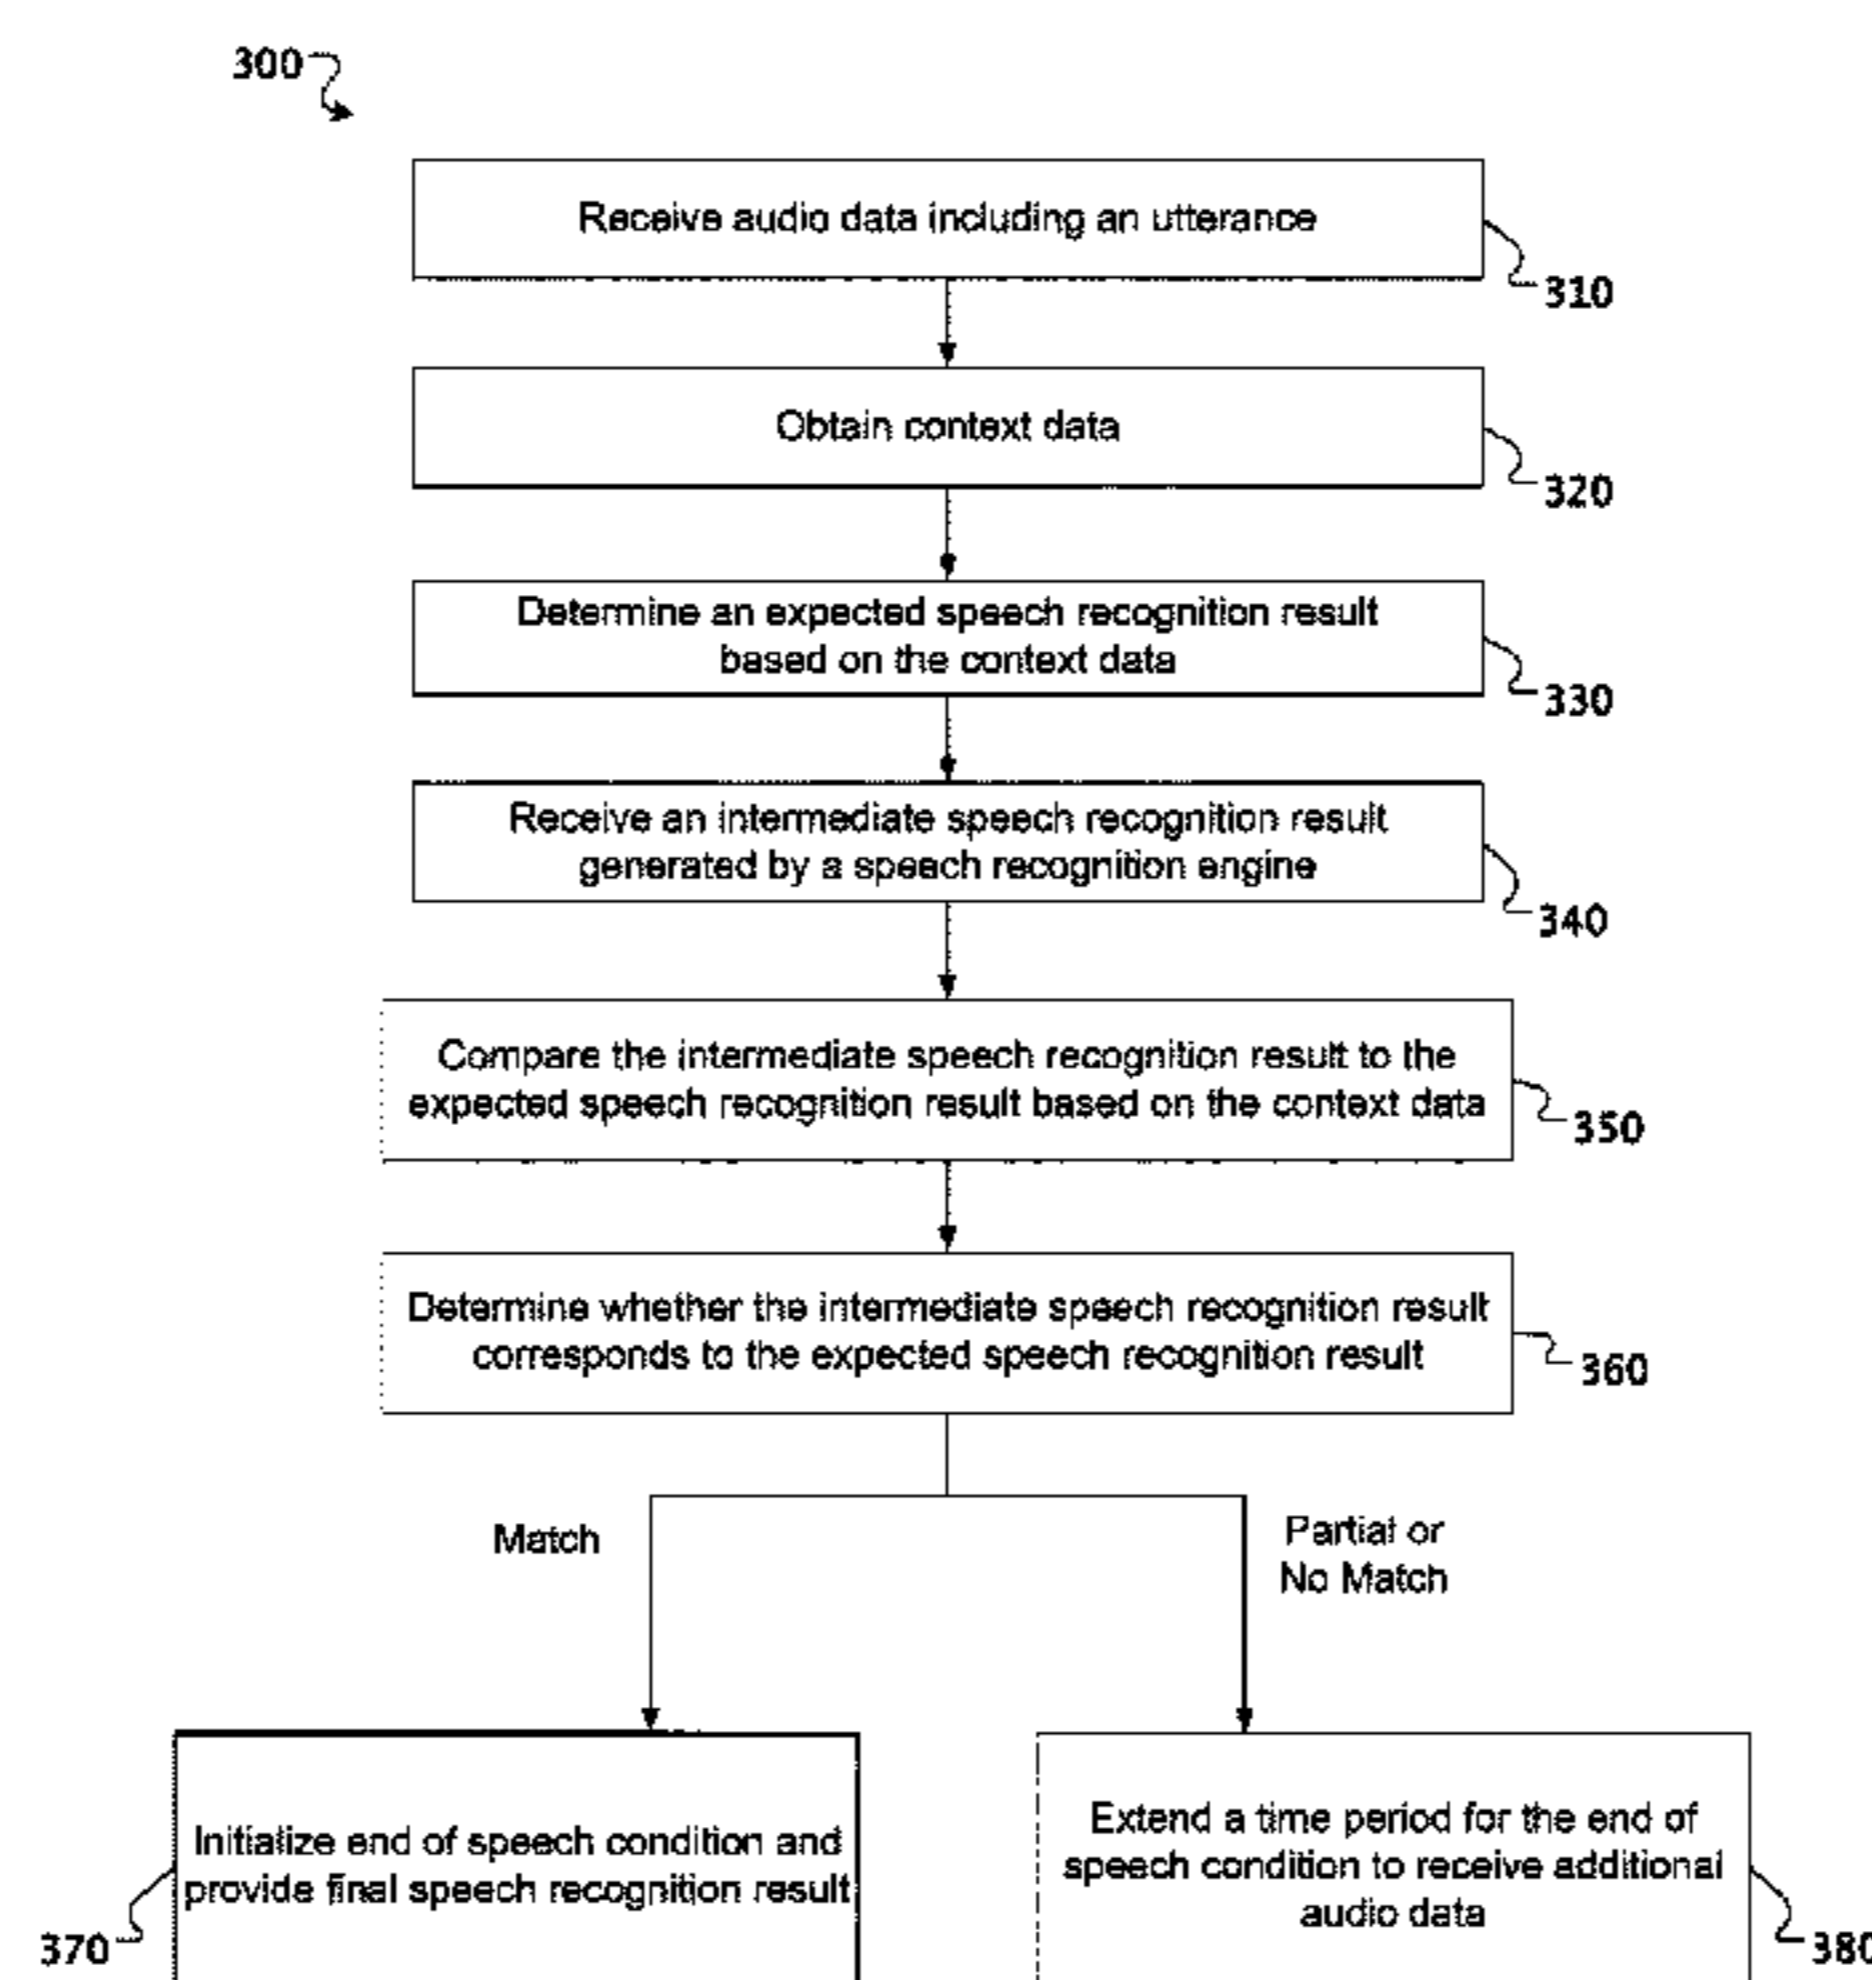 300
Receive audio data including an utterance
310
Obtain context data
320
Determine an expected speech recognition result
based on the context data
330
Receive an intermediate speech recognition result
generated by a speech recognition engine
340
Compare the intermediate speech recognition result to the
expected speech recognition result based on the context data
350
Determine whether the intermediate speech recognition result
corresponds to the expected speech recognition result
360
Match
Partial or
No Match
Initialize end of speech condition and
provide final speech recognition result
370
Extend a time period for the end of
speech condition to receive additional
audio data
380